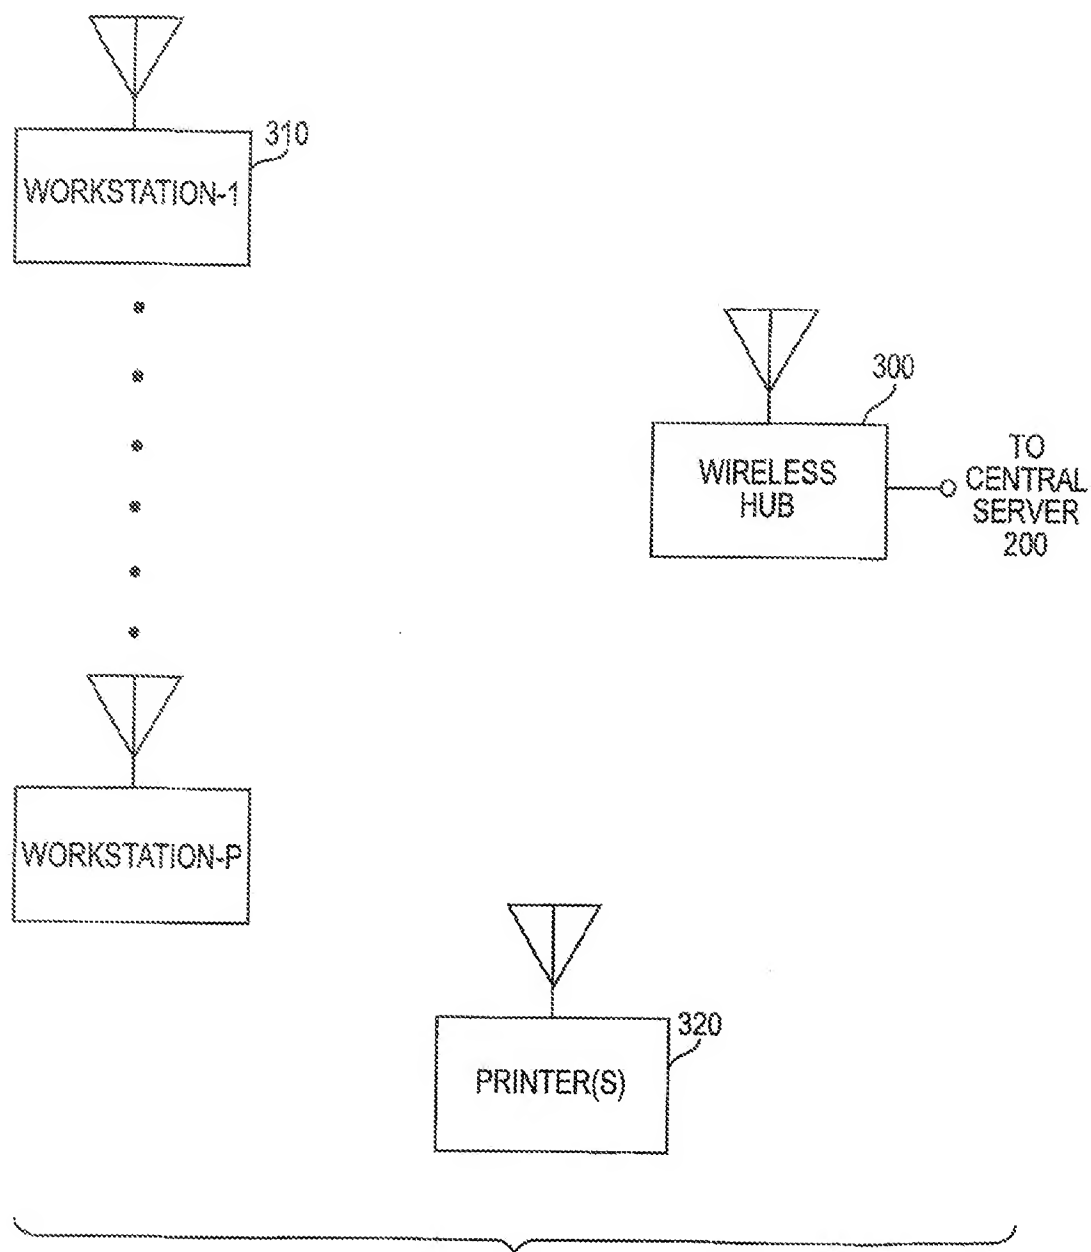 310
WORKSTATION-1
300
WIRELESS
HUB
TO
CENTRAL
SERVER
200
WORKSTATION-P
320
PRINTER(S)